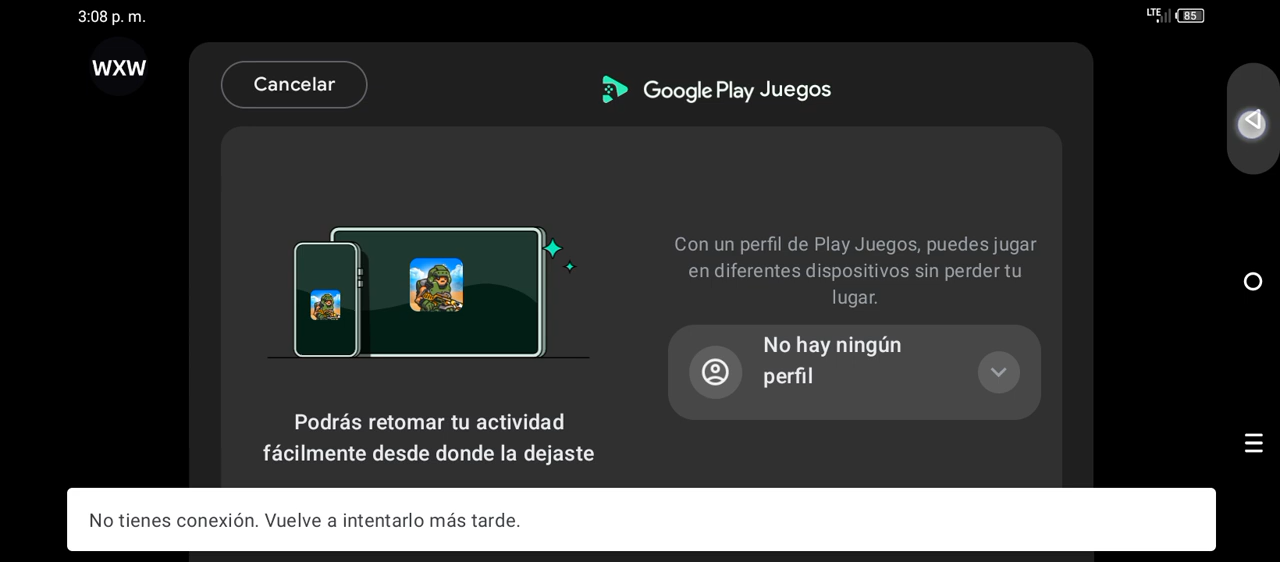 3:08 p. m.
LTE
85
WXW
Cancelar
Google Play Juegos
Con un perfil de Play Juegos, puedes jugar
en diferentes dispositivos sin perder tu
lugar.
No hay ningún
perfil
Podrás retomar tu actividad
fácilmente desde donde la dejaste
No tienes conexión. Vuelve a intentarlo más tarde.